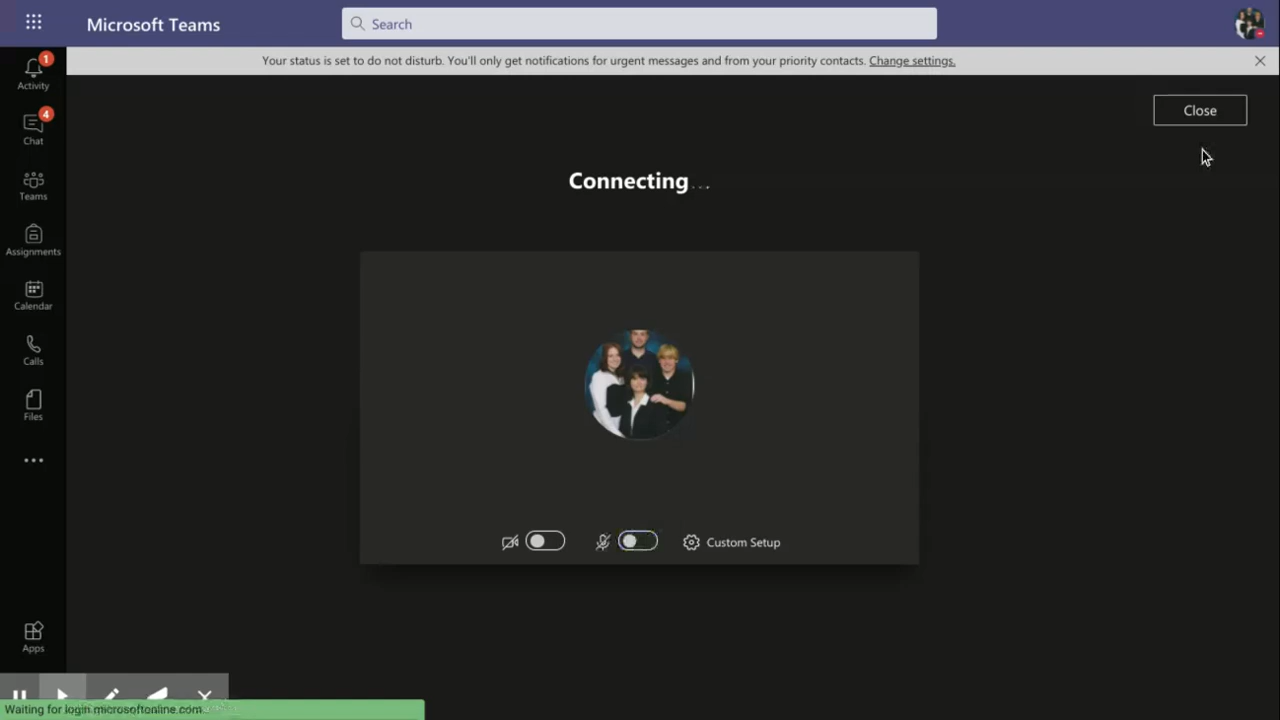 Microsoft Teams
Search
Your status is set to do not disturb. You'll only get notifications for urgent messages and from your priority contacts. Change settings.
1
Activity
Close
4
Chat
Connecting...
Teams
Assignments
Calendar
Calls
Files
Custom Setup
Apps
Waiting for login.microsoftonline.com...